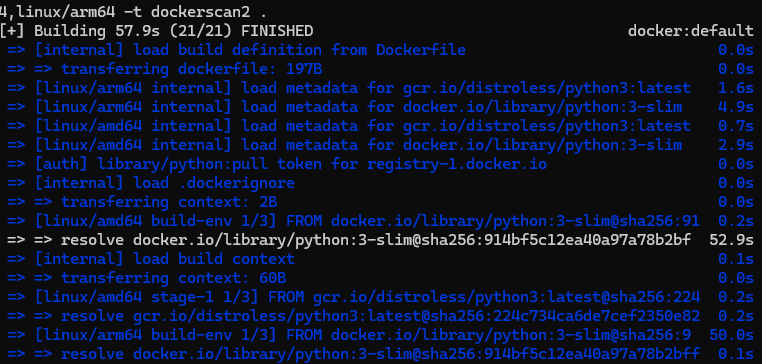 4,linux/arm64 -t dockerscan2 .
[+] Building 57.9s (21/21) FINISHED docker:default
=> [internal] load build definition from Dockerfile 0.0s
=> => transferring dockerfile: 197B 0.0s
=> [linux/arm64 internal] load metadata for gcr.io/distroless/python3:latest 1.6s
=> [linux/arm64 internal] load metadata for docker.io/library/python:3-slim 4.9s
=> [linux/amd64 internal] load metadata for gcr.io/distroless/python3:latest 0.7s
=> [linux/amd64 internal] load metadata for docker.io/library/python:3-slim 2.9s
=> [auth] library/python:pull token for registry-1.docker.io 0.0s
=> [internal] load .dockerignore 0.0s
=> => transferring context: 2B 0.0s
=> [linux/amd64 build-env 1/3] FROM docker.io/library/python:3-slim@sha256:91 0.2s
=> => resolve docker.io/library/python:3-slim@sha256:914bf5c12ea40a97a78b2bf 52.9s
=> [internal] load build context 0.1s
=> => transferring context: 60B 0.0s
=> [linux/amd64 stage-1 1/3] FROM gcr.io/distroless/python3:latest@sha256:224 0.2s
=> => resolve gcr.io/distroless/python3:latest@sha256:224c734ca6de7cef2350e82 0.2s
=> [linux/arm64 build-env 1/3] FROM docker.io/library/python:3-slim@sha256:9 50.0s
=> => resolve docker.io/library/python:3-slim@sha256:914bf5c12ea40a97a78b2bff 0.1s